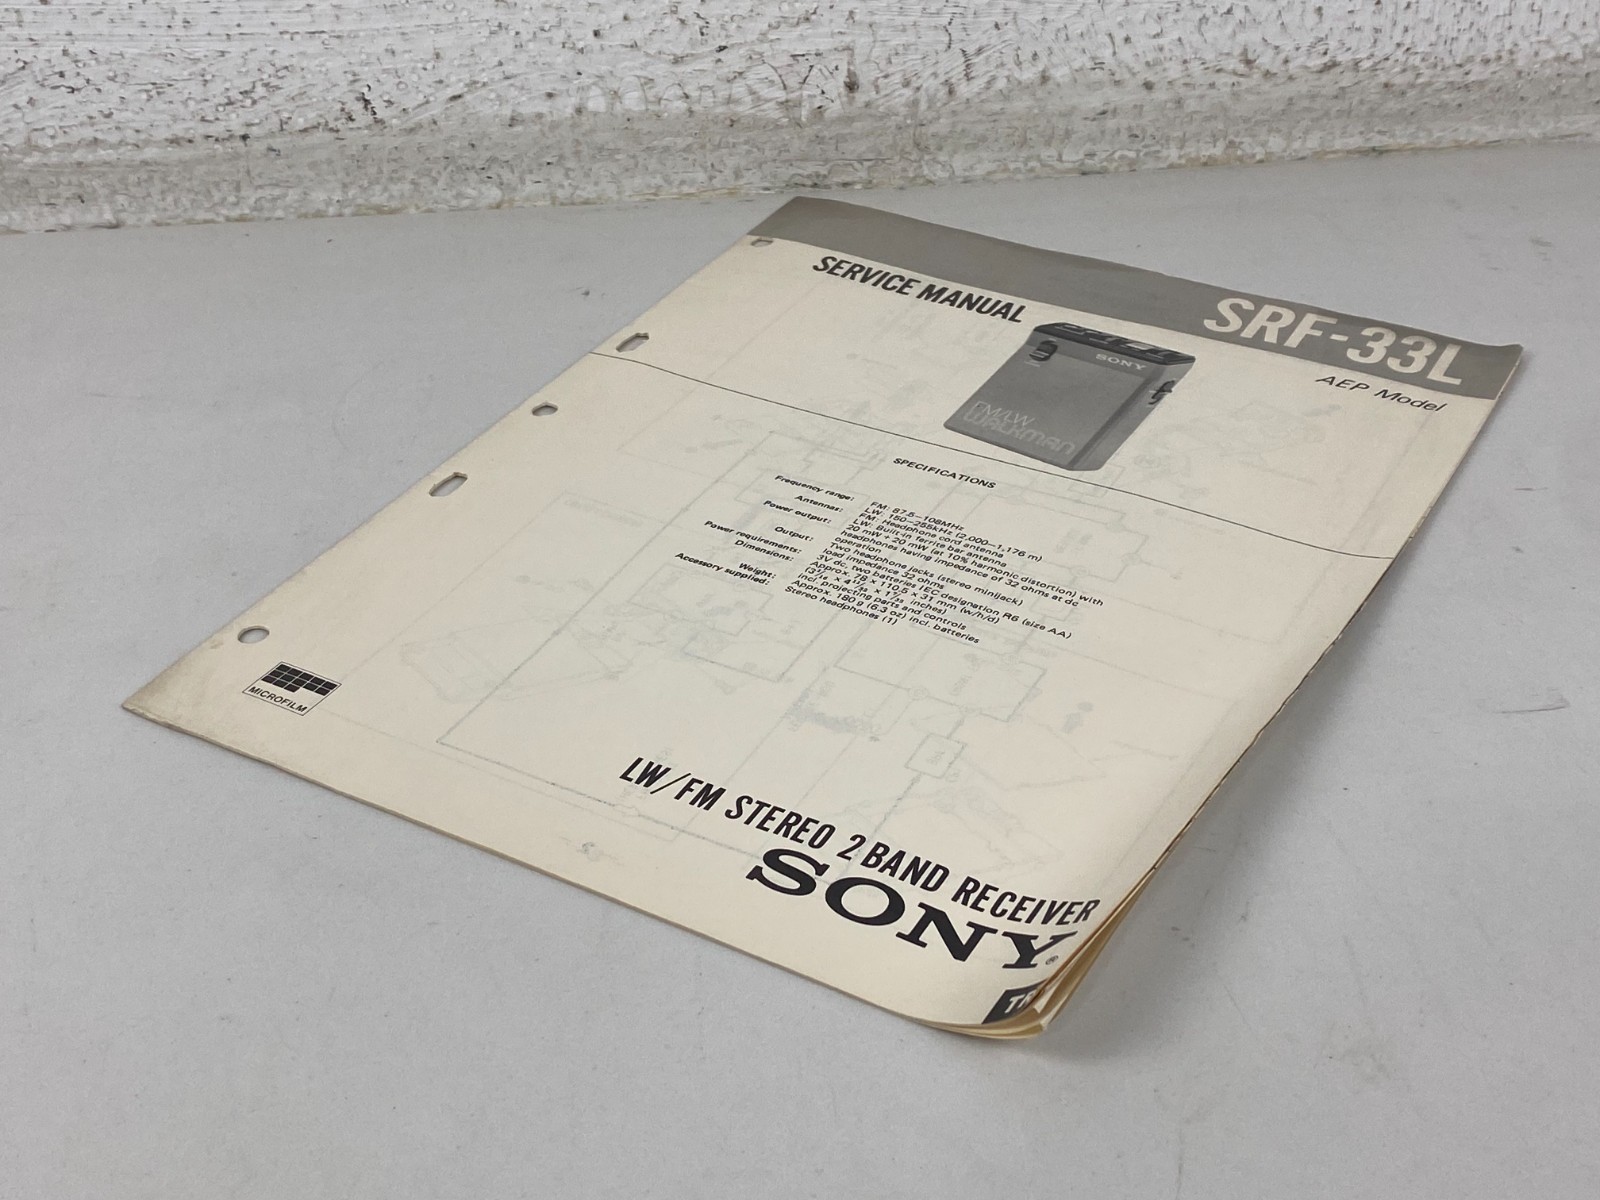 SRF-33L
AEP Model
SERVICE MANUAL
SONY
FM/LW
WALKMAN
SPECIFICATIONS
Frequency range: FM: 87.5–108MHz
LW: 150–255kHz (2,000–1,176 m)
Antennas: FM: Headphone cord antenna
LW: Built-in ferrite bar antenna
Power output: 20 mW + 20 mW (at 10% harmonic distortion) with
headphones having impedance of 32 ohms at dc
operation
Output: Two headphone jacks (stereo minijack)
load impedance 32 ohms
Power requirements: 3V dc, two batteries (IEC designation R6 (size AA)
Dimensions: Approx. 78 × 110.5 × 31 mm (w/h/d)
inches)
incl. projecting parts and controls
Weight: Approx. 180 g (6.3 oz) incl. batteries
Accessory supplied: Stereo headphones (1)
MICROFILM
LW/FM STEREO 2 BAND RECEIVER
SONY®